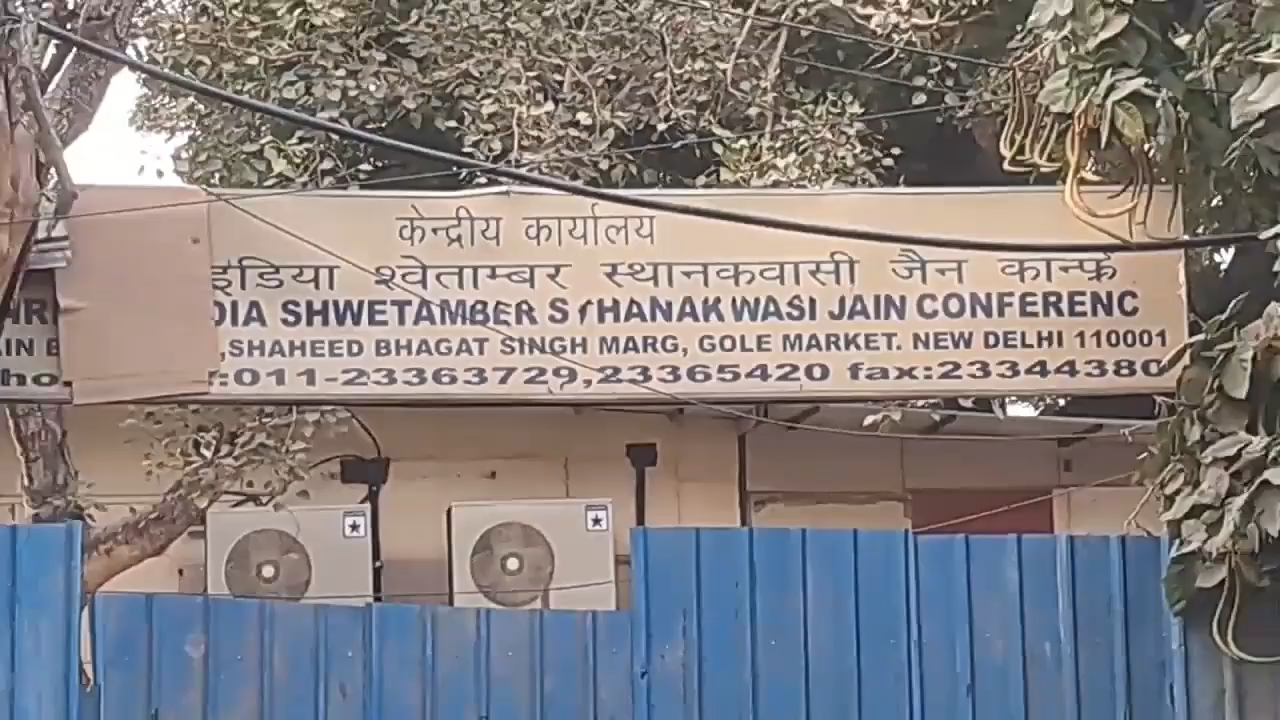 केन्द्रीय कार्यालय
इंडिया श्वेताम्बर स्थानकवासी जैन कान्फ्रें
DIA SHWETAMBER STHANAKWASI JAIN CONFERENC
,SHAHEED BHAGAT SINGH MARG, GOLE MARKET. NEW DELHI 110001
:011-23363729,23365420 fax:23344380